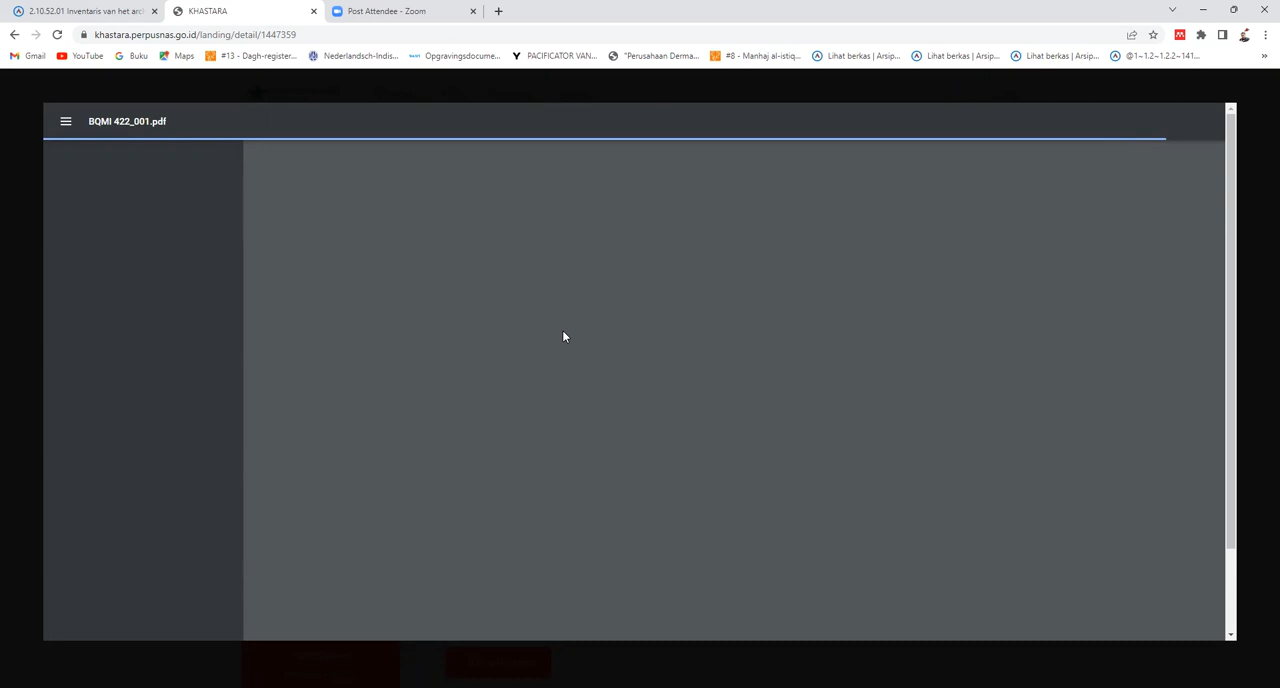 2.10.52.01 Inventaris van het arch
KHASTARA
Post Attendee - Zoom
khastara.perpusnas.go.id/landing/detail/1447359
Gmail
YouTube
Buku
Maps
#13 - Dagh-register...
Nederlandsch-Indis...
Opgravingsdocume...
PACIFICATOR VAN...
"Perusahaan Derma...
#8 - Manhaj al-istiq...
Lihat berkas | Arsip...
Lihat berkas | Arsip...
Lihat berkas | Arsip...
@1~1.2~1.2.2~141...
BQMI 422_001.pdf